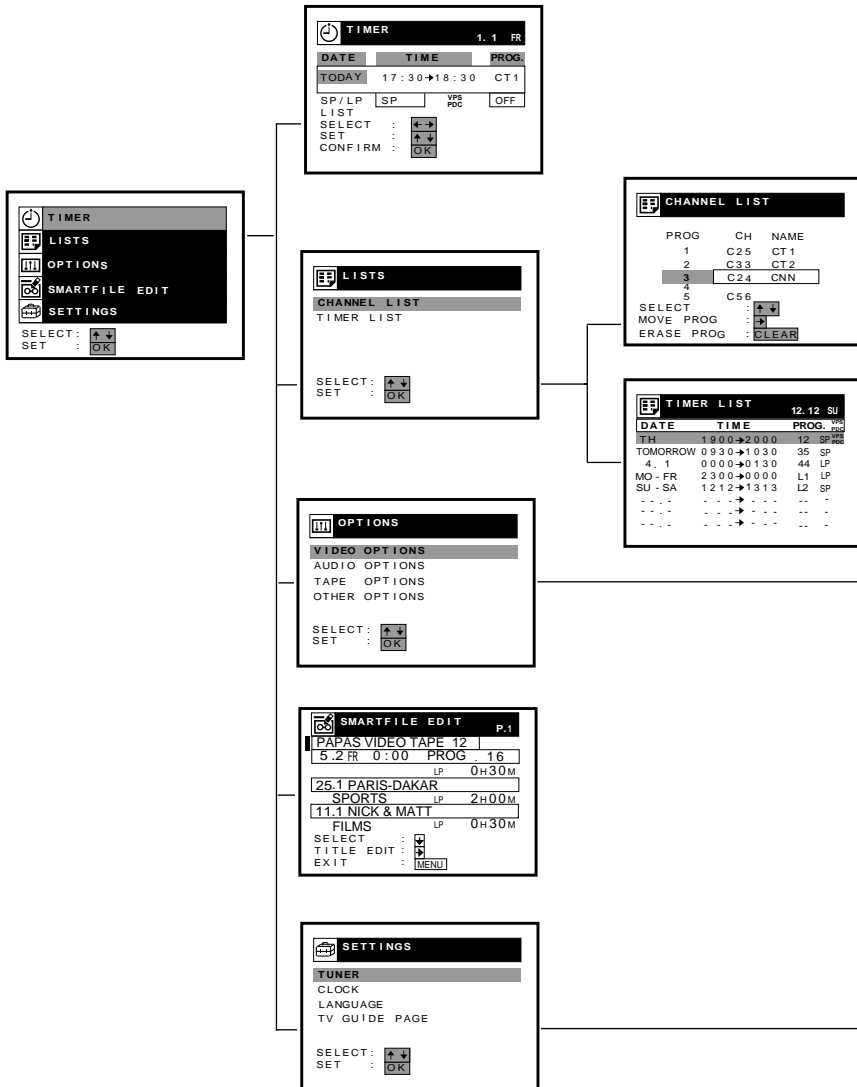 TIMER
LISTS
OPTIONS
SMARTFILE EDIT
SETTINGS
SELECT: ↑ ↓
SET : OK
TIMER 1. 1 FR
DATE TIME PROG.
TODAY 17:30→18:30 CT1
SP/LP SP VPS PDC OFF
LIST
SELECT : ←→
SET : ↑ ↓
CONFIRM : OK
LISTS
CHANNEL LIST
TIMER LIST
SELECT: ↑ ↓
SET : OK
CHANNEL LIST
PROG CH NAME
1 C25 CT1
2 C33 CT2
3 C24 CNN
4
5 C56
SELECT : ↑ ↓
MOVE PROG : →
ERASE PROG : CLEAR
TIMER LIST 12. 12 SU
DATE TIME PROG. VPS PDC
TH 1900→2000 12 SP VPS PDC
TOMORROW 0930→1030 35 SP
4. 1 0000→0130 44 LP
MO-FR 2300→0000 L1 LP
SU-SA 1212→1313 L2 SP
- - . - - - - → - - - -- -
- - . - - - - → - - - -- -
- - . - - - - → - - - -- -
OPTIONS
VIDEO OPTIONS
AUDIO OPTIONS
TAPE OPTIONS
OTHER OPTIONS
SELECT: ↑ ↓
SET : OK
SMARTFILE EDIT P.1
PAPAS VIDEO TAPE 12
5.2 FR 0:00 PROG . 16
LP 0H30M
25.1 PARIS-DAKAR
SPORTS LP 2H00M
11.1 NICK & MATT
FILMS LP 0H30M
SELECT : ↓
TITLE EDIT : →
EXIT : MENU
SETTINGS
TUNER
CLOCK
LANGUAGE
TV GUIDE PAGE
SELECT: ↑ ↓
SET : OK